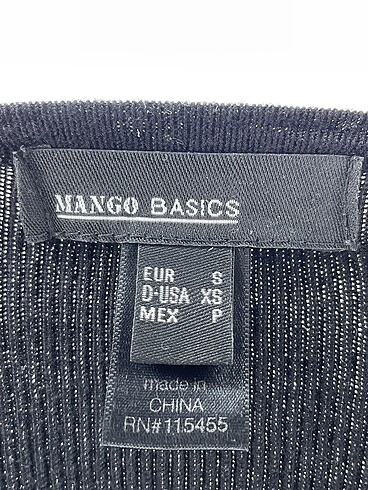 MANGO BASICS
EUR S
D-USA XS
MEX P
made in
CHINA
RN#115455